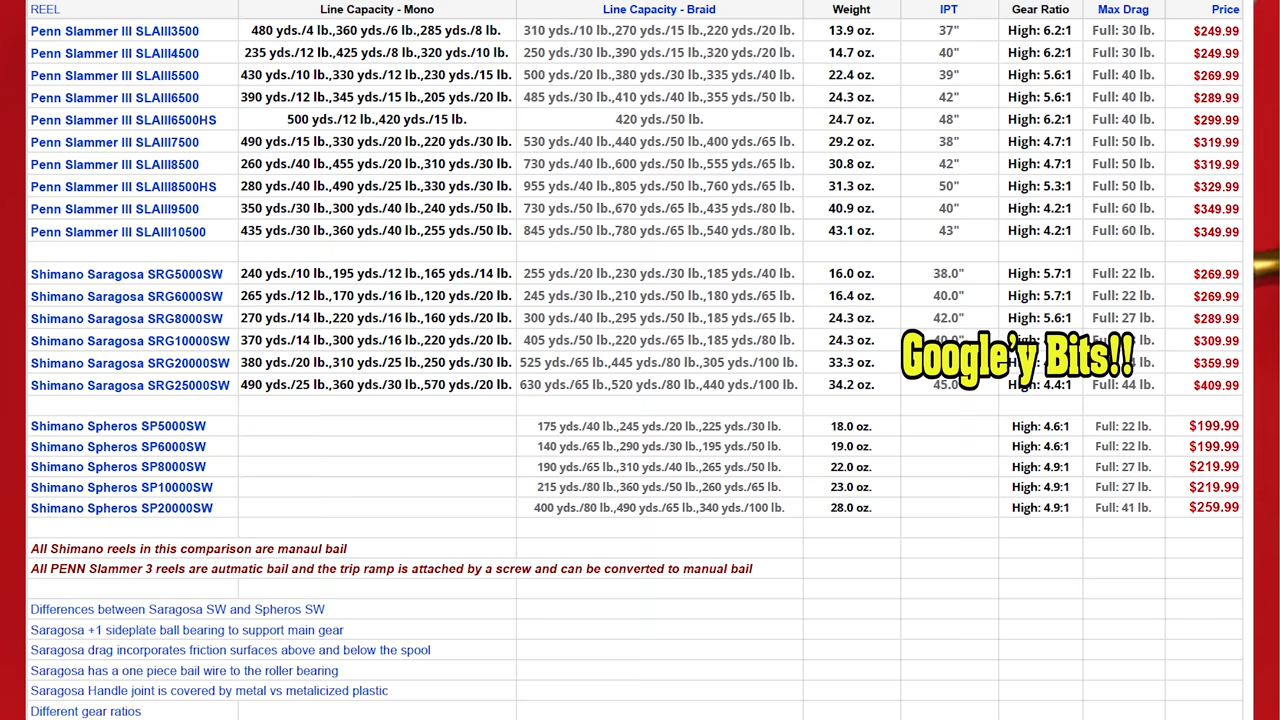 REEL Line Capacity - Mono Line Capacity - Braid Weight IPT Gear Ratio Max Drag Price
Penn Slammer III SLAIII3500 480 yds./4 lb.,360 yds./6 lb.,285 yds./8 lb. 310 yds./10 lb.,270 yds./15 lb.,220 yds./20 lb. 13.9 oz. 37" High: 6.2:1 Full: 30 lb. $249.99
Penn Slammer III SLAIII4500 235 yds./12 lb.,425 yds./8 lb.,320 yds./10 lb. 250 yds./30 lb.,390 yds./15 lb.,320 yds./20 lb. 14.7 oz. 40" High: 6.2:1 Full: 30 lb. $249.99
Penn Slammer III SLAIII5500 430 yds./10 lb.,330 yds./12 lb.,230 yds./15 lb. 500 yds./20 lb.,380 yds./30 lb.,335 yds./40 lb. 22.4 oz. 39" High: 5.6:1 Full: 40 lb. $269.99
Penn Slammer III SLAIII6500 390 yds./12 lb.,345 yds./15 lb.,205 yds./20 lb. 485 yds./30 lb.,410 yds./40 lb.,355 yds./50 lb. 24.3 oz. 42" High: 5.6:1 Full: 40 lb. $289.99
Penn Slammer III SLAIII6500HS 500 yds./12 lb.,420 yds./15 lb. 420 yds./50 lb. 24.7 oz. 48" High: 6.2:1 Full: 40 lb. $299.99
Penn Slammer III SLAIII7500 490 yds./15 lb.,330 yds./20 lb.,220 yds./30 lb. 530 yds./40 lb.,440 yds./50 lb.,400 yds./65 lb. 29.2 oz. 38" High: 4.7:1 Full: 50 lb. $319.99
Penn Slammer III SLAIII8500 260 yds./40 lb.,455 yds./20 lb.,310 yds./30 lb. 730 yds./40 lb.,600 yds./50 lb.,555 yds./65 lb. 30.8 oz. 42" High: 4.7:1 Full: 50 lb. $319.99
Penn Slammer III SLAIII8500HS 280 yds./40 lb.,490 yds./25 lb.,330 yds./30 lb. 955 yds./40 lb.,805 yds./50 lb.,760 yds./65 lb. 31.3 oz. 50" High: 5.3:1 Full: 50 lb. $329.99
Penn Slammer III SLAIII9500 350 yds./30 lb.,300 yds./40 lb.,240 yds./50 lb. 730 yds./50 lb.,670 yds./65 lb.,435 yds./80 lb. 40.9 oz. 40" High: 4.2:1 Full: 60 lb. $349.99
Penn Slammer III SLAIII10500 435 yds./30 lb.,360 yds./40 lb.,255 yds./50 lb. 845 yds./50 lb.,780 yds./65 lb.,540 yds./80 lb. 43.1 oz. 43" High: 4.2:1 Full: 60 lb. $349.99
Shimano Saragosa SRG5000SW 240 yds./10 lb.,195 yds./12 lb.,165 yds./14 lb. 255 yds./20 lb.,230 yds./30 lb.,185 yds./40 lb. 16.0 oz. 38.0" High: 5.7:1 Full: 22 lb. $269.99
Shimano Saragosa SRG6000SW 265 yds./12 lb.,170 yds./16 lb.,120 yds./20 lb. 245 yds./30 lb.,210 yds./50 lb.,180 yds./65 lb. 16.4 oz. 40.0" High: 5.7:1 Full: 22 lb. $269.99
Shimano Saragosa SRG8000SW 270 yds./14 lb.,220 yds./16 lb.,160 yds./20 lb. 300 yds./40 lb.,295 yds./50 lb.,185 yds./65 lb. 24.3 oz. 42.0" High: 5.6:1 Full: 27 lb. $289.99
Shimano Saragosa SRG10000SW 370 yds./14 lb.,300 yds./16 lb.,220 yds./20 lb. 405 yds./50 lb.,220 yds./65 lb.,185 yds./80 lb. 24.3 oz. $309.99
Google'y Bits!!
Shimano Saragosa SRG20000SW 380 yds./20 lb.,310 yds./25 lb.,250 yds./30 lb. 525 yds./65 lb.,445 yds./80 lb.,305 yds./100 lb. 33.3 oz. $359.99
Shimano Saragosa SRG25000SW 490 yds./25 lb.,360 yds./30 lb.,570 yds./20 lb. 630 yds./65 lb.,520 yds./80 lb.,440 yds./100 lb. 34.2 oz. 45.0 High: 4.4:1 Full: 44 lb. $409.99
Shimano Spheros SP5000SW 175 yds./40 lb.,245 yds./20 lb.,225 yds./30 lb. 18.0 oz. High: 4.6:1 Full: 22 lb. $199.99
Shimano Spheros SP6000SW 140 yds./65 lb.,290 yds./30 lb.,195 yds./50 lb. 19.0 oz. High: 4.6:1 Full: 22 lb. $199.99
Shimano Spheros SP8000SW 190 yds./65 lb.,310 yds./40 lb.,265 yds./50 lb. 22.0 oz. High: 4.9:1 Full: 27 lb. $219.99
Shimano Spheros SP10000SW 215 yds./80 lb.,360 yds./50 lb.,260 yds./65 lb. 23.0 oz. High: 4.9:1 Full: 27 lb. $219.99
Shimano Spheros SP20000SW 400 yds./80 lb.,490 yds./65 lb.,340 yds./100 lb. 28.0 oz. High: 4.9:1 Full: 41 lb. $259.99
All Shimano reels in this comparison are manaul bail
All PENN Slammer 3 reels are autmatic bail and the trip ramp is attached by a screw and can be converted to manual bail
Differences between Saragosa SW and Spheros SW
Saragosa +1 sideplate ball bearing to support main gear
Saragosa drag incorporates friction surfaces above and below the spool
Saragosa has a one piece bail wire to the roller bearing
Saragosa Handle joint is covered by metal vs metalicized plastic
Different gear ratios